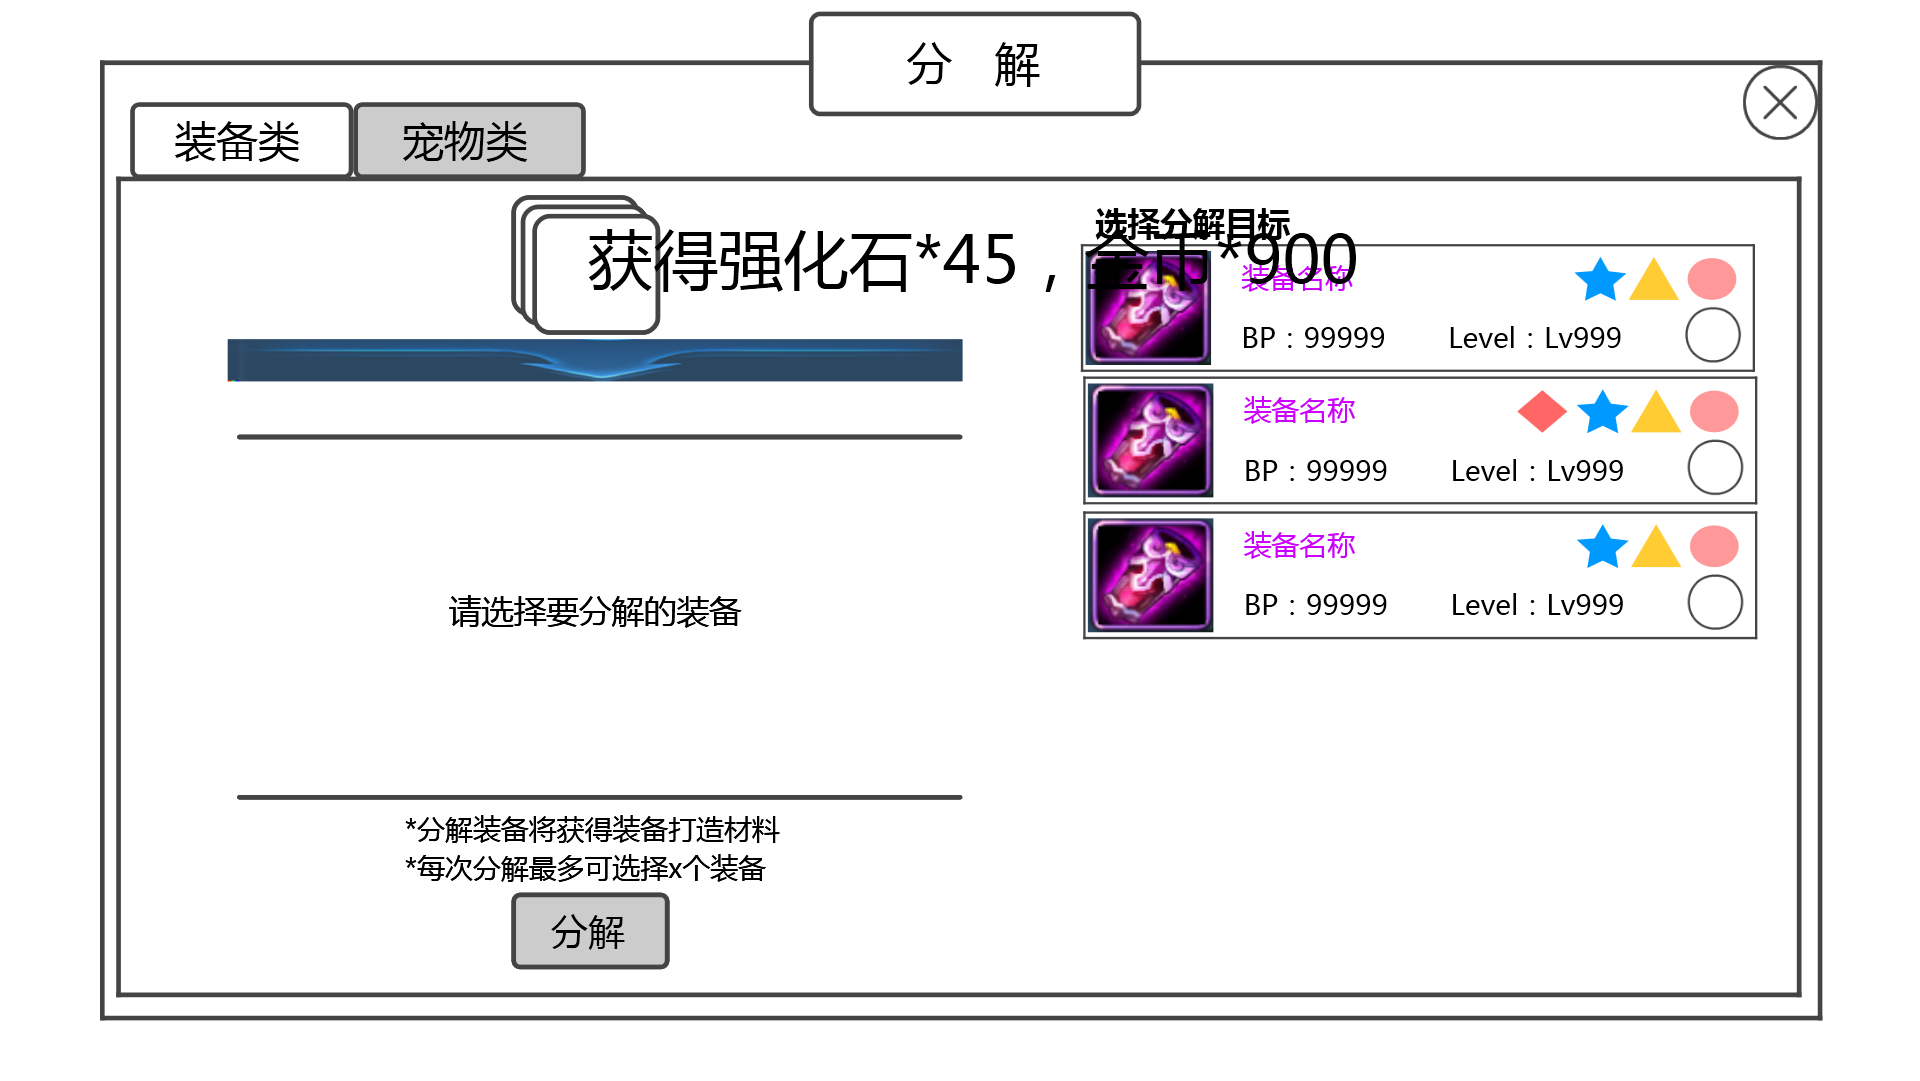 分 解
装备类
宠物类
选择分解目标
获得强化石*45，金币*900
装备名称
BP：99999 Level：Lv999
装备名称
BP：99999 Level：Lv999
装备名称
BP：99999 Level：Lv999
请选择要分解的装备
*分解装备将获得装备打造材料
*每次分解最多可选择x个装备
分解